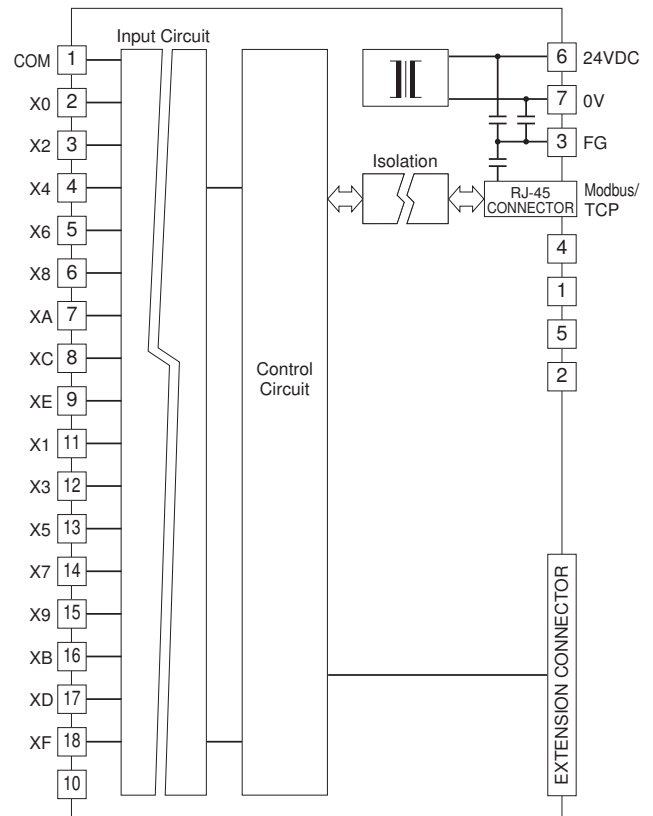 Input Circuit
COM 1
X0 2
X2 3
X4 4
X6 5
X8 6
XA 7
XC 8
XE 9
X1 11
X3 12
X5 13
X7 14
X9 15
XB 16
XD 17
XF 18
10
Control
Circuit
Isolation
6 24VDC
7 0V
3 FG
RJ-45
CONNECTOR
Modbus/
TCP
4
1
5
2
EXTENSION CONNECTOR